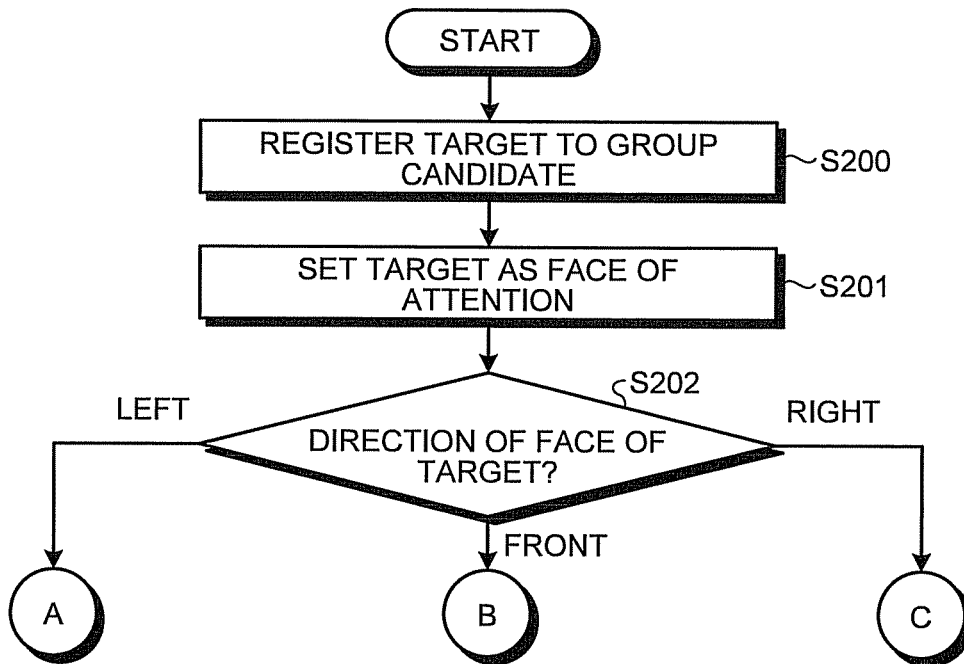 START
REGISTER TARGET TO GROUP
CANDIDATE
S200
SET TARGET AS FACE OF
ATTENTION
S201
S202
LEFT
RIGHT
DIRECTION OF FACE OF
TARGET?
FRONT
A
B
C